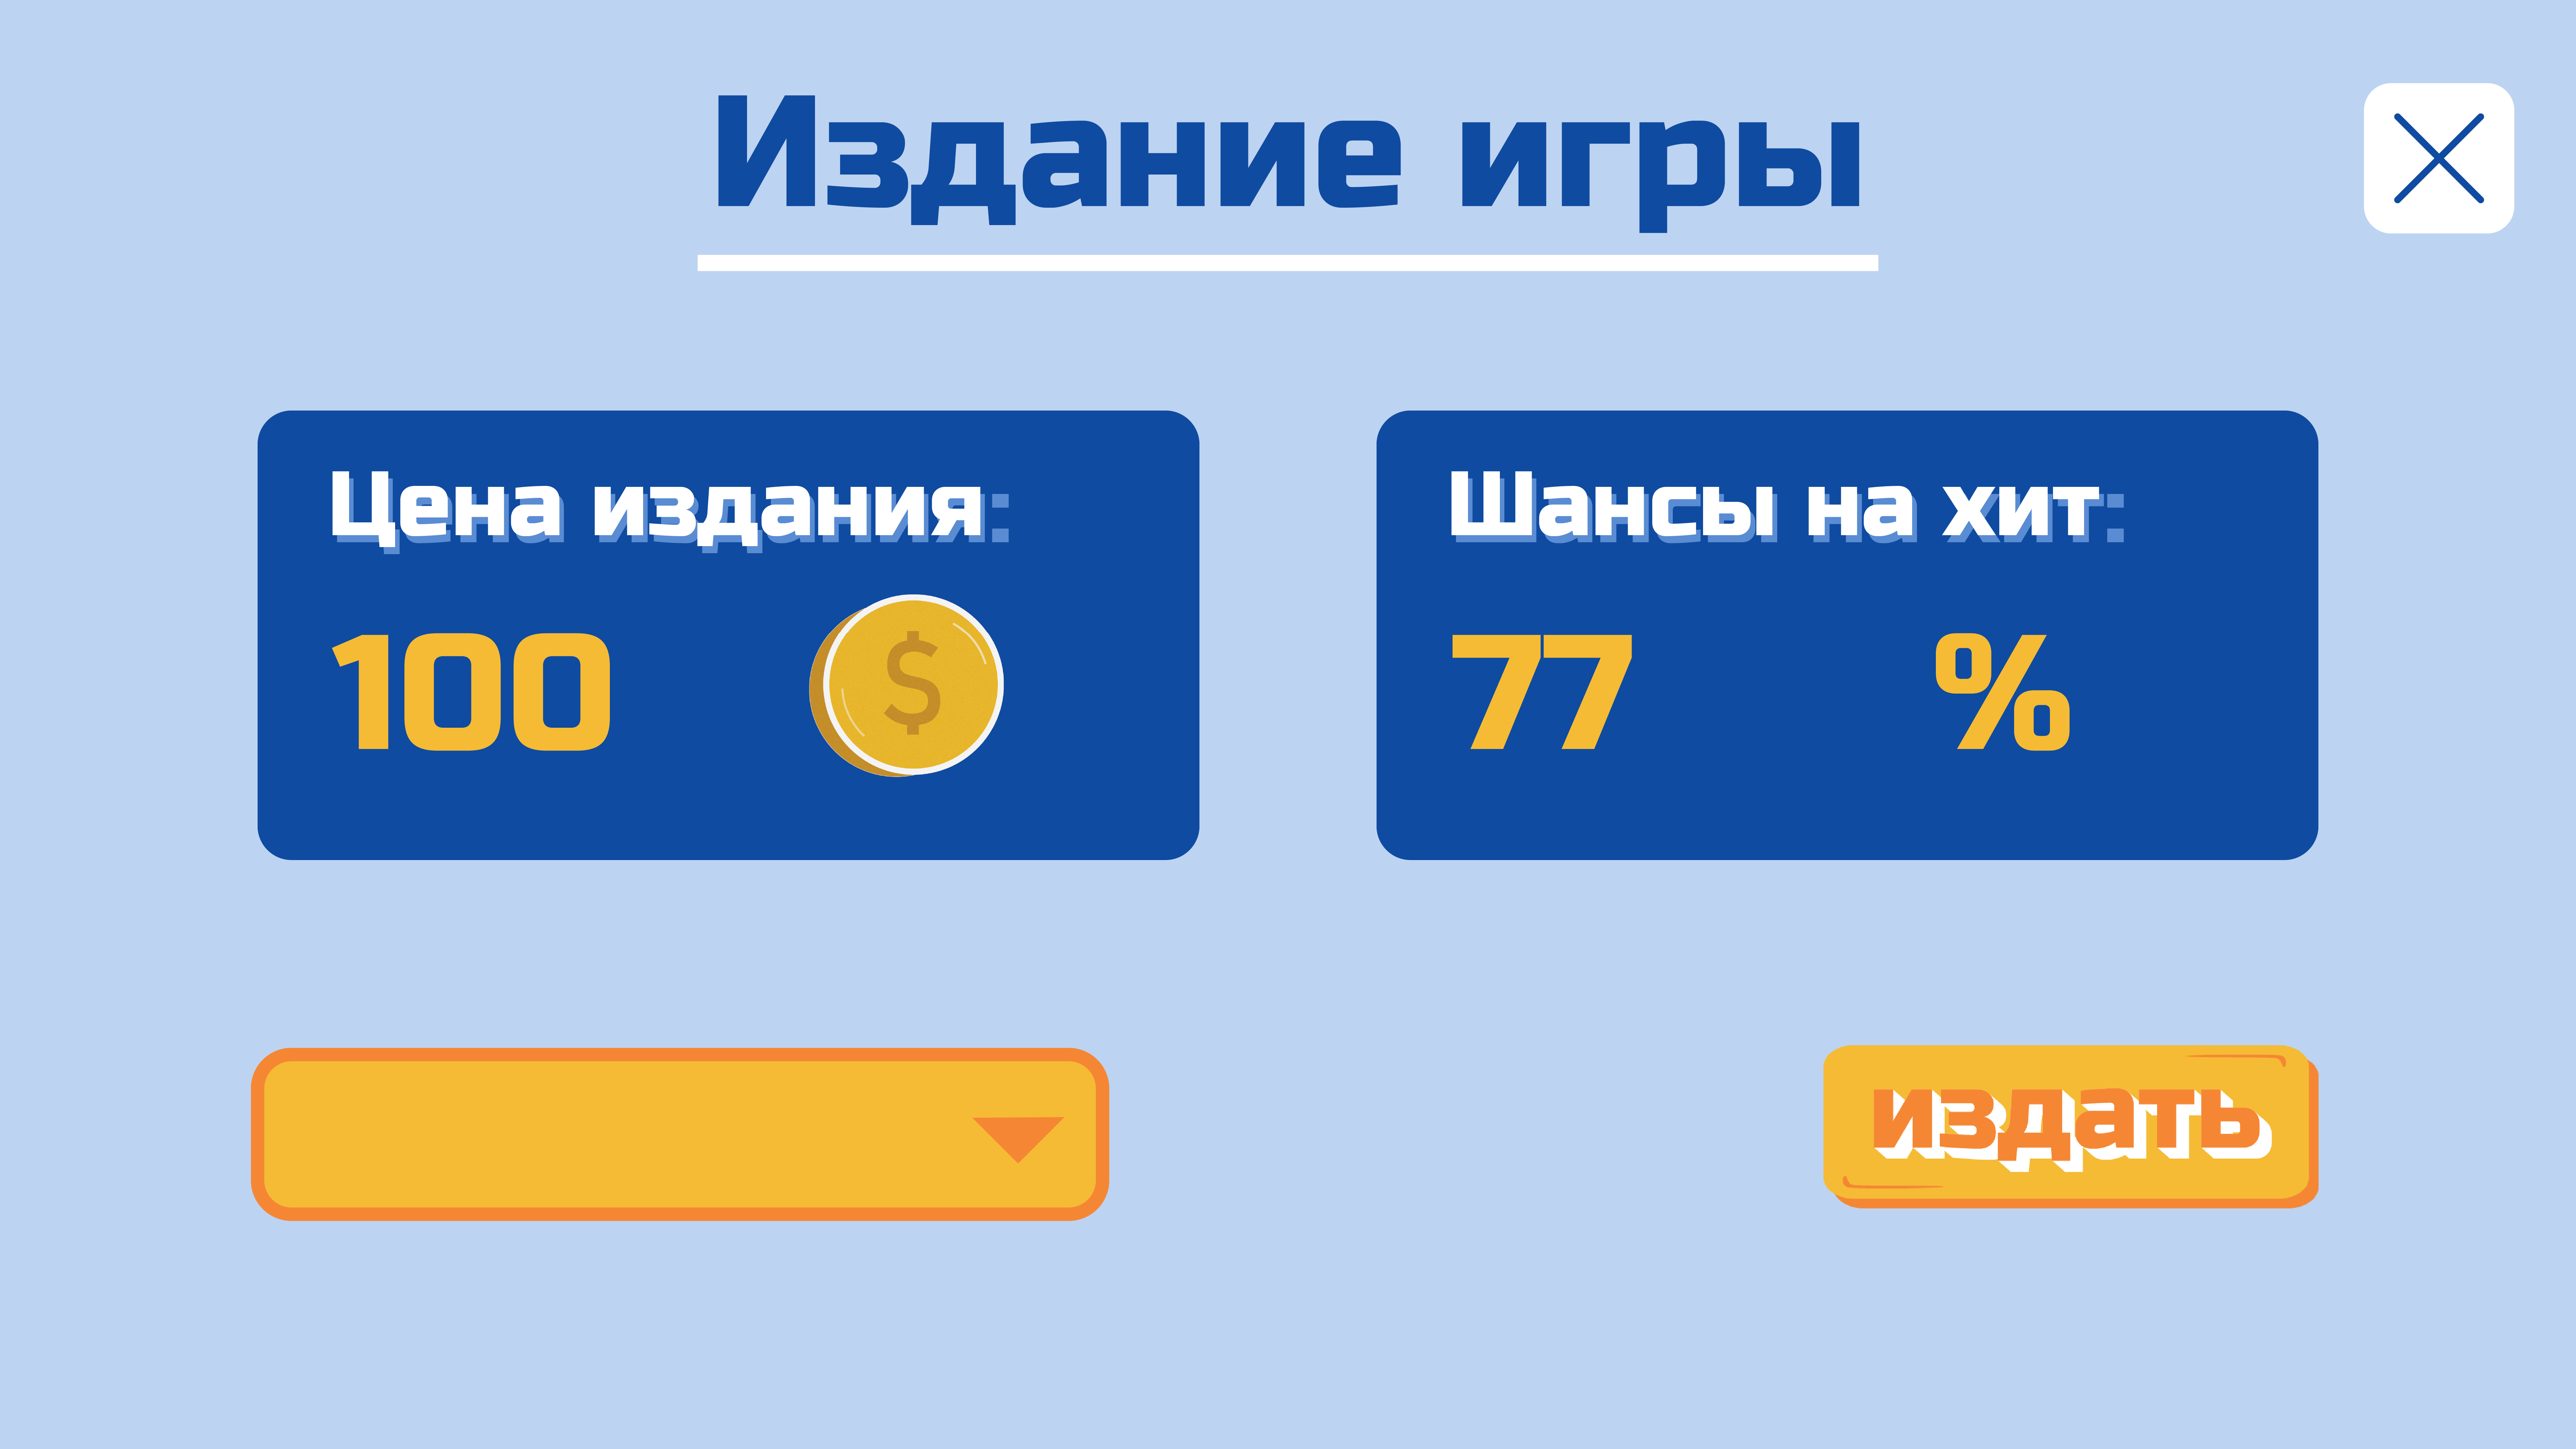 Издание игры
Цена издания:
100 $
Шансы на хит:
77 %
издать